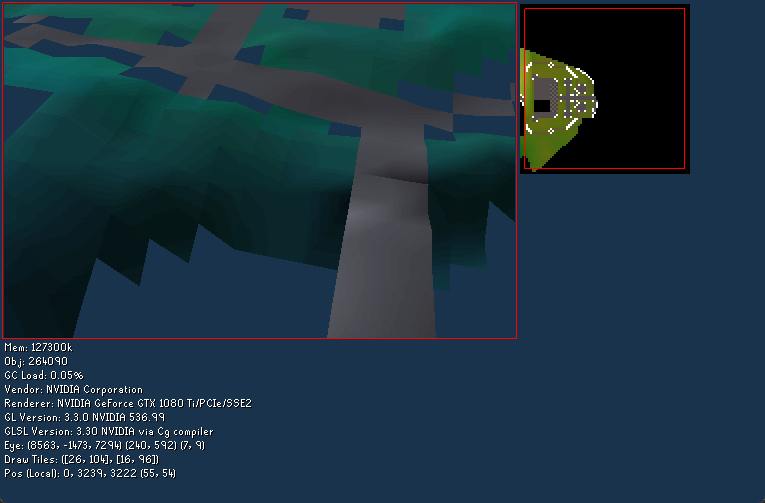 Mem: 127300k
Obj: 264090
GC Load: 0.05%
Vendor: NVIDIA Corporation
Renderer: NVIDIA GeForce GTX 1080 Ti/PCIe/SSE2
GL Version: 3.3.0 NVIDIA 536.99
GLSL Version: 3.30 NVIDIA via Cg compiler
Eye: (8563, -1473, 7294) (240, 592) (7, 9)
Draw Tiles: ([26, 104], [16, 96])
Pos (Local): 0, 3239, 3222 (55, 54)